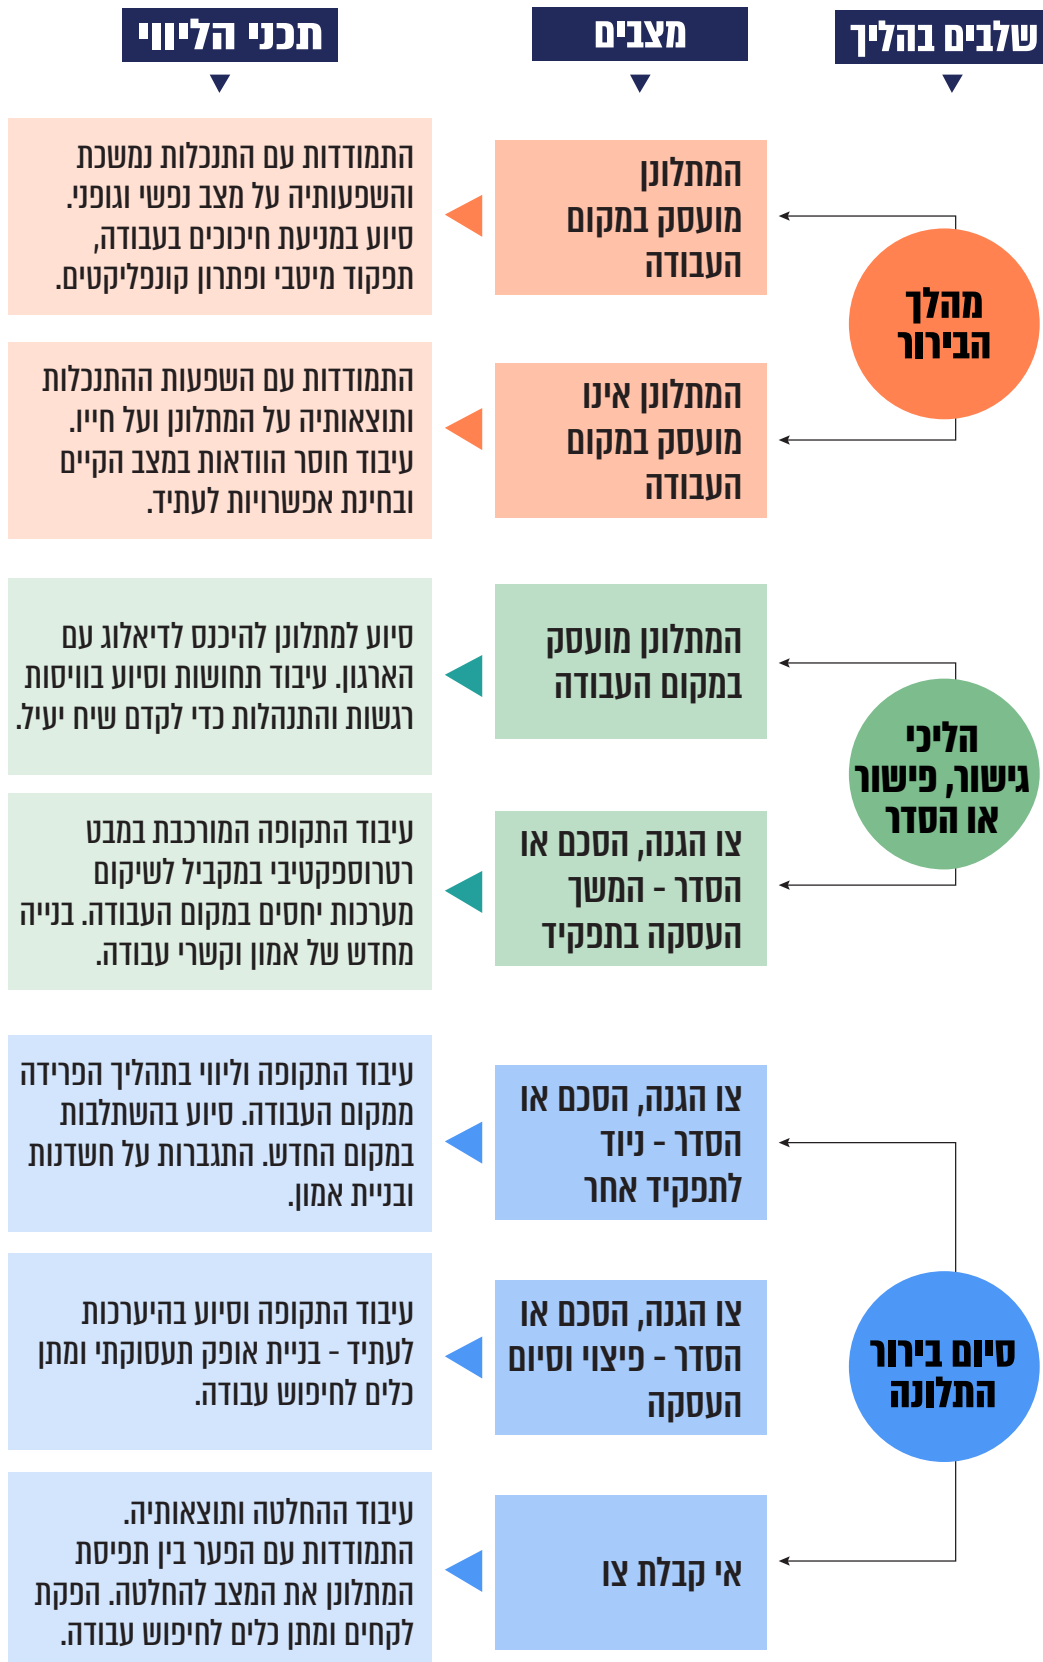 שלבים בהליך
מצבים
תכני הליווי
מהלך
הבירור
המתלונן
מועסק במקום
העבודה
התמודדות עם התנכלות נמשכת
והשפעותיה על מצב נפשי וגופני.
סיוע במניעת חיכוכים בעבודה,
תפקוד מיטבי ופתרון קונפליקטים.
המתלונן אינו
מועסק במקום
העבודה
התמודדות עם השפעות ההתנכלות
ותוצאותיה על המתלונן ועל חייו.
עיבוד חוסר הוודאות במצב הקיים
ובחינת אפשרויות לעתיד.
הליכי
גישור, פישור
או הסדר
המתלונן מועסק
במקום העבודה
סיוע למתלונן להיכנס לדיאלוג עם
הארגון. עיבוד תחושות וסיוע בוויסות
רגשות והתנהלות כדי לקדם שיח יעיל.
צו הגנה, הסכם או
הסדר - המשך
העסקה בתפקיד
עיבוד התקופה המורכבת במבט
רטרוספקטיבי במקביל לשיקום
מערכות יחסים במקום העבודה. בנייה
מחדש של אמון וקשרי עבודה.
סיום בירור
התלונה
צו הגנה, הסכם או
הסדר - ניוד
לתפקיד אחר
עיבוד התקופה וליווי בתהליך הפרידה
ממקום העבודה. סיוע בהשתלבות
במקום החדש. התגברות על חשדנות
ובניית אמון.
צו הגנה, הסכם או
הסדר - פיצוי וסיום
העסקה
עיבוד התקופה וסיוע בהיערכות
לעתיד - בניית אופק תעסוקתי ומתן
כלים לחיפוש עבודה.
אי קבלת צו
עיבוד ההחלטה ותוצאותיה.
התמודדות עם הפער בין תפיסת
המתלונן את המצב להחלטה. הפקת
לקחים ומתן כלים לחיפוש עבודה.